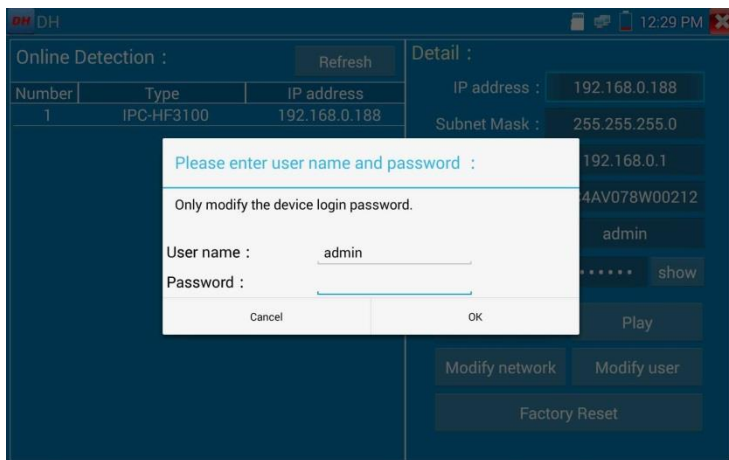 DH DH 12:29 PM
Online Detection :
Refresh
Number Type IP address
1 IPC-HF3100 192.168.0.188
Detail :
IP address : 192.168.0.188
Subnet Mask : 255.255.255.0
192.168.0.1
4AV078W00212
admin
•••••• show
Play
Modify network Modify user
Factory Reset
Please enter user name and password :
Only modify the device login password.
User name : admin
Password :
Cancel OK